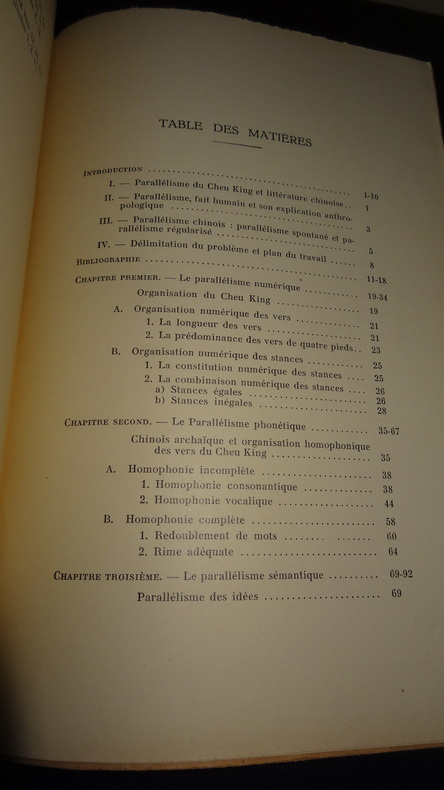 TABLE DES MATIÈRES
INTRODUCTION .......................... 1-10
I. — Parallélisme du Cheu King et littérature chinoise.. 1
II. — Parallélisme, fait humain et son explication anthro-
pologique .......................... 3
III. — Parallélisme chinois : parallélisme spontané et pa-
rallélisme régularisé .................... 5
IV. — Délimitation du problème et plan du travail ...... 8
BIBLIOGRAPHIE .......................... 11-18
CHAPITRE PREMIER. — Le parallélisme numérique .......... 19-34
Organisation du Cheu King ............... 19
A. Organisation numérique des vers ............ 21
1. La longueur des vers ................. 21
2. La prédominance des vers de quatre pieds.. 23
B. Organisation numérique des stances .......... 25
1. La constitution numérique des stances .... 25
2. La combinaison numérique des stances .... 26
a) Stances égales ................... 26
b) Stances inégales .................. 28
CHAPITRE SECOND. — Le Parallélisme phonétique ............ 35-67
Chinois archaïque et organisation homophonique
des vers du Cheu King .................. 35
A. Homophonie incomplète .................. 38
1. Homophonie consonantique ............ 38
2. Homophonie vocalique ................ 44
B. Homophonie complète .................... 58
1. Redoublement de mots ..... ........ 60
2. Rime adéquate ...................... 64
CHAPITRE TROISIÈME. — Le parallélisme sémantique .......... 69-92
Parallélisme des idées ..................... 69